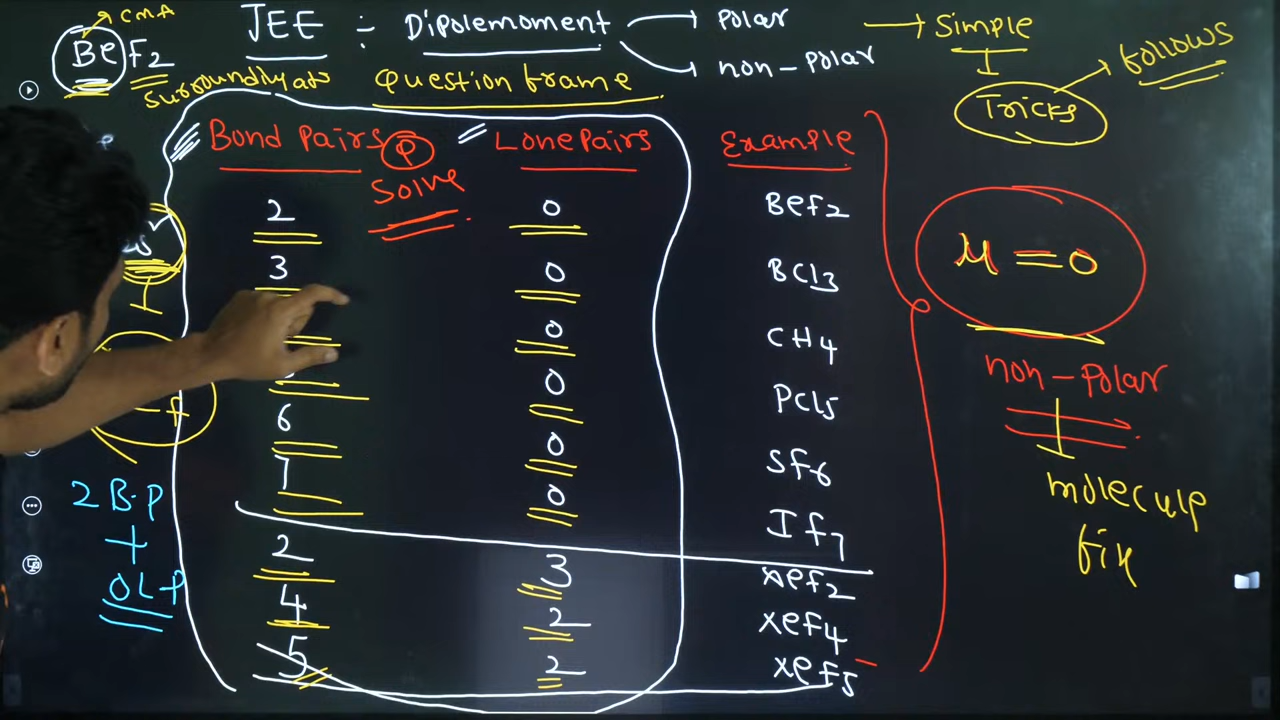 CMA
BeF2
JEE :- Dipolemoment
Polar
non-Polar
Simple
Tricks
follows
Question frame
Bond Pairs
P
Solve
Lone Pairs
Example
2 0 BeF2
3 0 BCl3
0 CH4
0 PCl5
6 0 SF6
7 0 IF7
2 3 XeF2
4 2 XeF4
5 2 XeF5-
μ = 0
non-Polar
molecule
fix
2 B.P
+
0 L.P